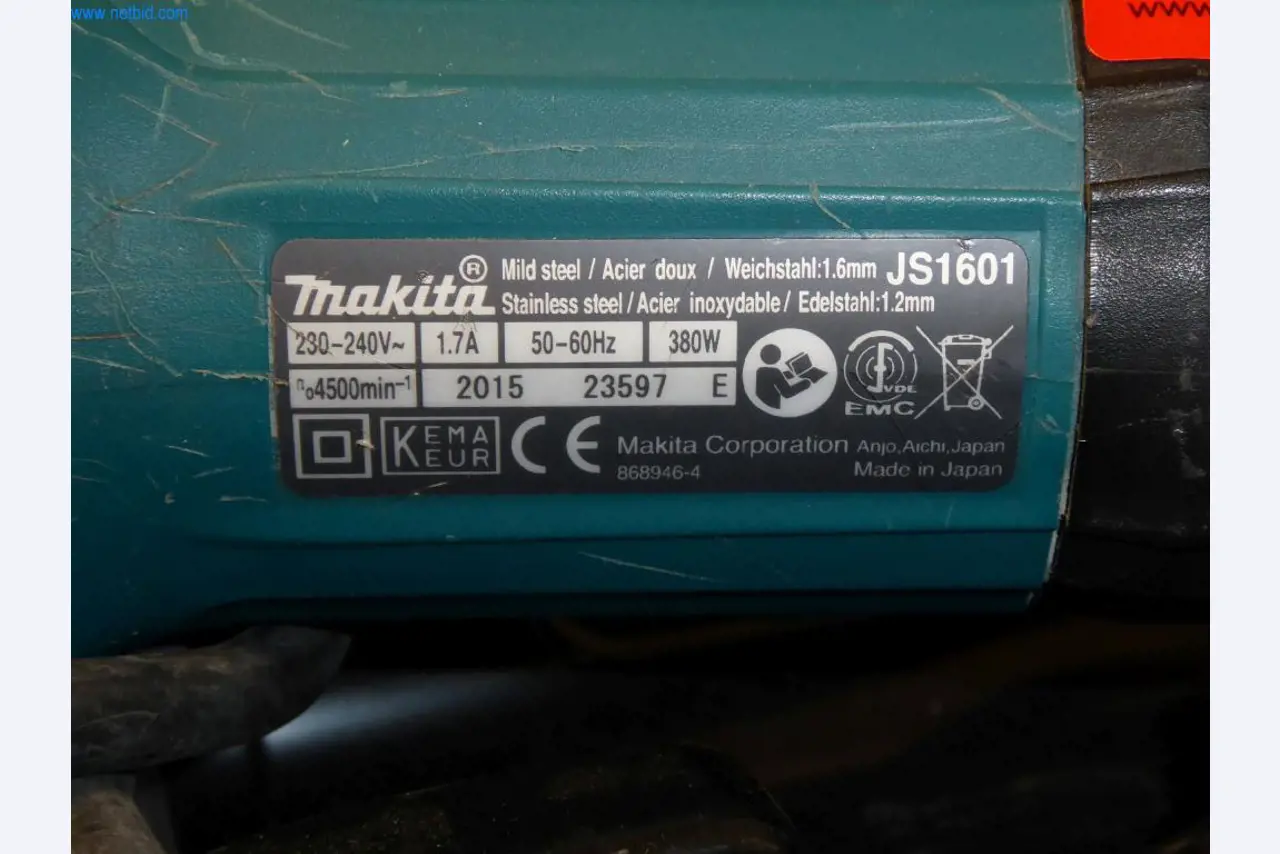 www.netbid.com
Makita® Mild steel / Acier doux / Weichstahl:1.6mm JS1601
Stainless steel / Acier inoxydable / Edelstahl:1.2mm
230-240V~ 1.7A 50-60Hz 380W
n₀4500min⁻¹ 2015 23597 E
VDE
EMC
KEMA
KEUR
CE Makita Corporation Anjo, Aichi, Japan
868946-4 Made in Japan